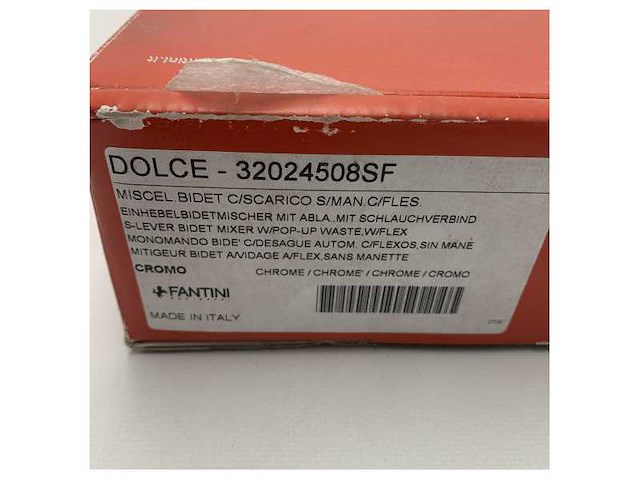 DOLCE - 32024508SF
MISCEL.BIDET C/SCARICO S/MAN.C/FLES.
EINHEBELBIDETMISCHER MIT ABLA..MIT SCHLAUCHVERBIND
S-LEVER BIDET MIXER W/POP-UP WASTE,W/FLEX
MONOMANDO BIDE' C/DESAGUE AUTOM. C/FLEXOS,SIN MANE
MITIGEUR BIDET A/VIDAGE A/FLEX,SANS MANETTE
CROMO CHROME / CHROME' / CHROME / CROMO
FANTINI
MADE IN ITALY